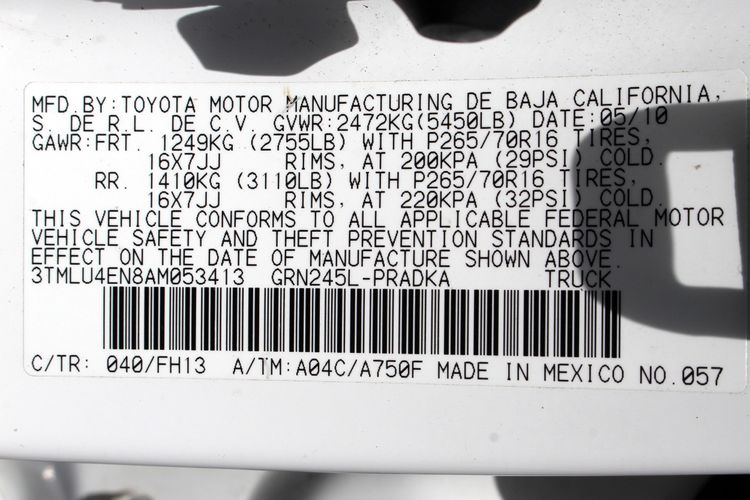 MFD.BY:TOYOTA MOTOR MANUFACTURING DE BAJA CALIFORNIA,
S. DE R.L. DE C.V. GVWR:2472KG(5450LB) DATE:05/10
GAWR:FRT. 1249KG (2755LB) WITH P265/70R16 TIRES,
16X7JJ RIMS, AT 200KPA (29PSI) COLD.
RR. 1410KG (3110LB) WITH P265/70R16 TIRES,
16X7JJ RIMS, AT 220KPA (32PSI) COLD.
THIS VEHICLE CONFORMS TO ALL APPLICABLE FEDERAL MOTOR
VEHICLE SAFETY AND THEFT PREVENTION STANDARDS IN
EFFECT ON THE DATE OF MANUFACTURE SHOWN ABOVE.
3TMLU4EN8AM053413 GRN245L-PRADKA TRUCK
C/TR: 040/FH13 A/TM:A04C/A750F MADE IN MEXICO NO.057